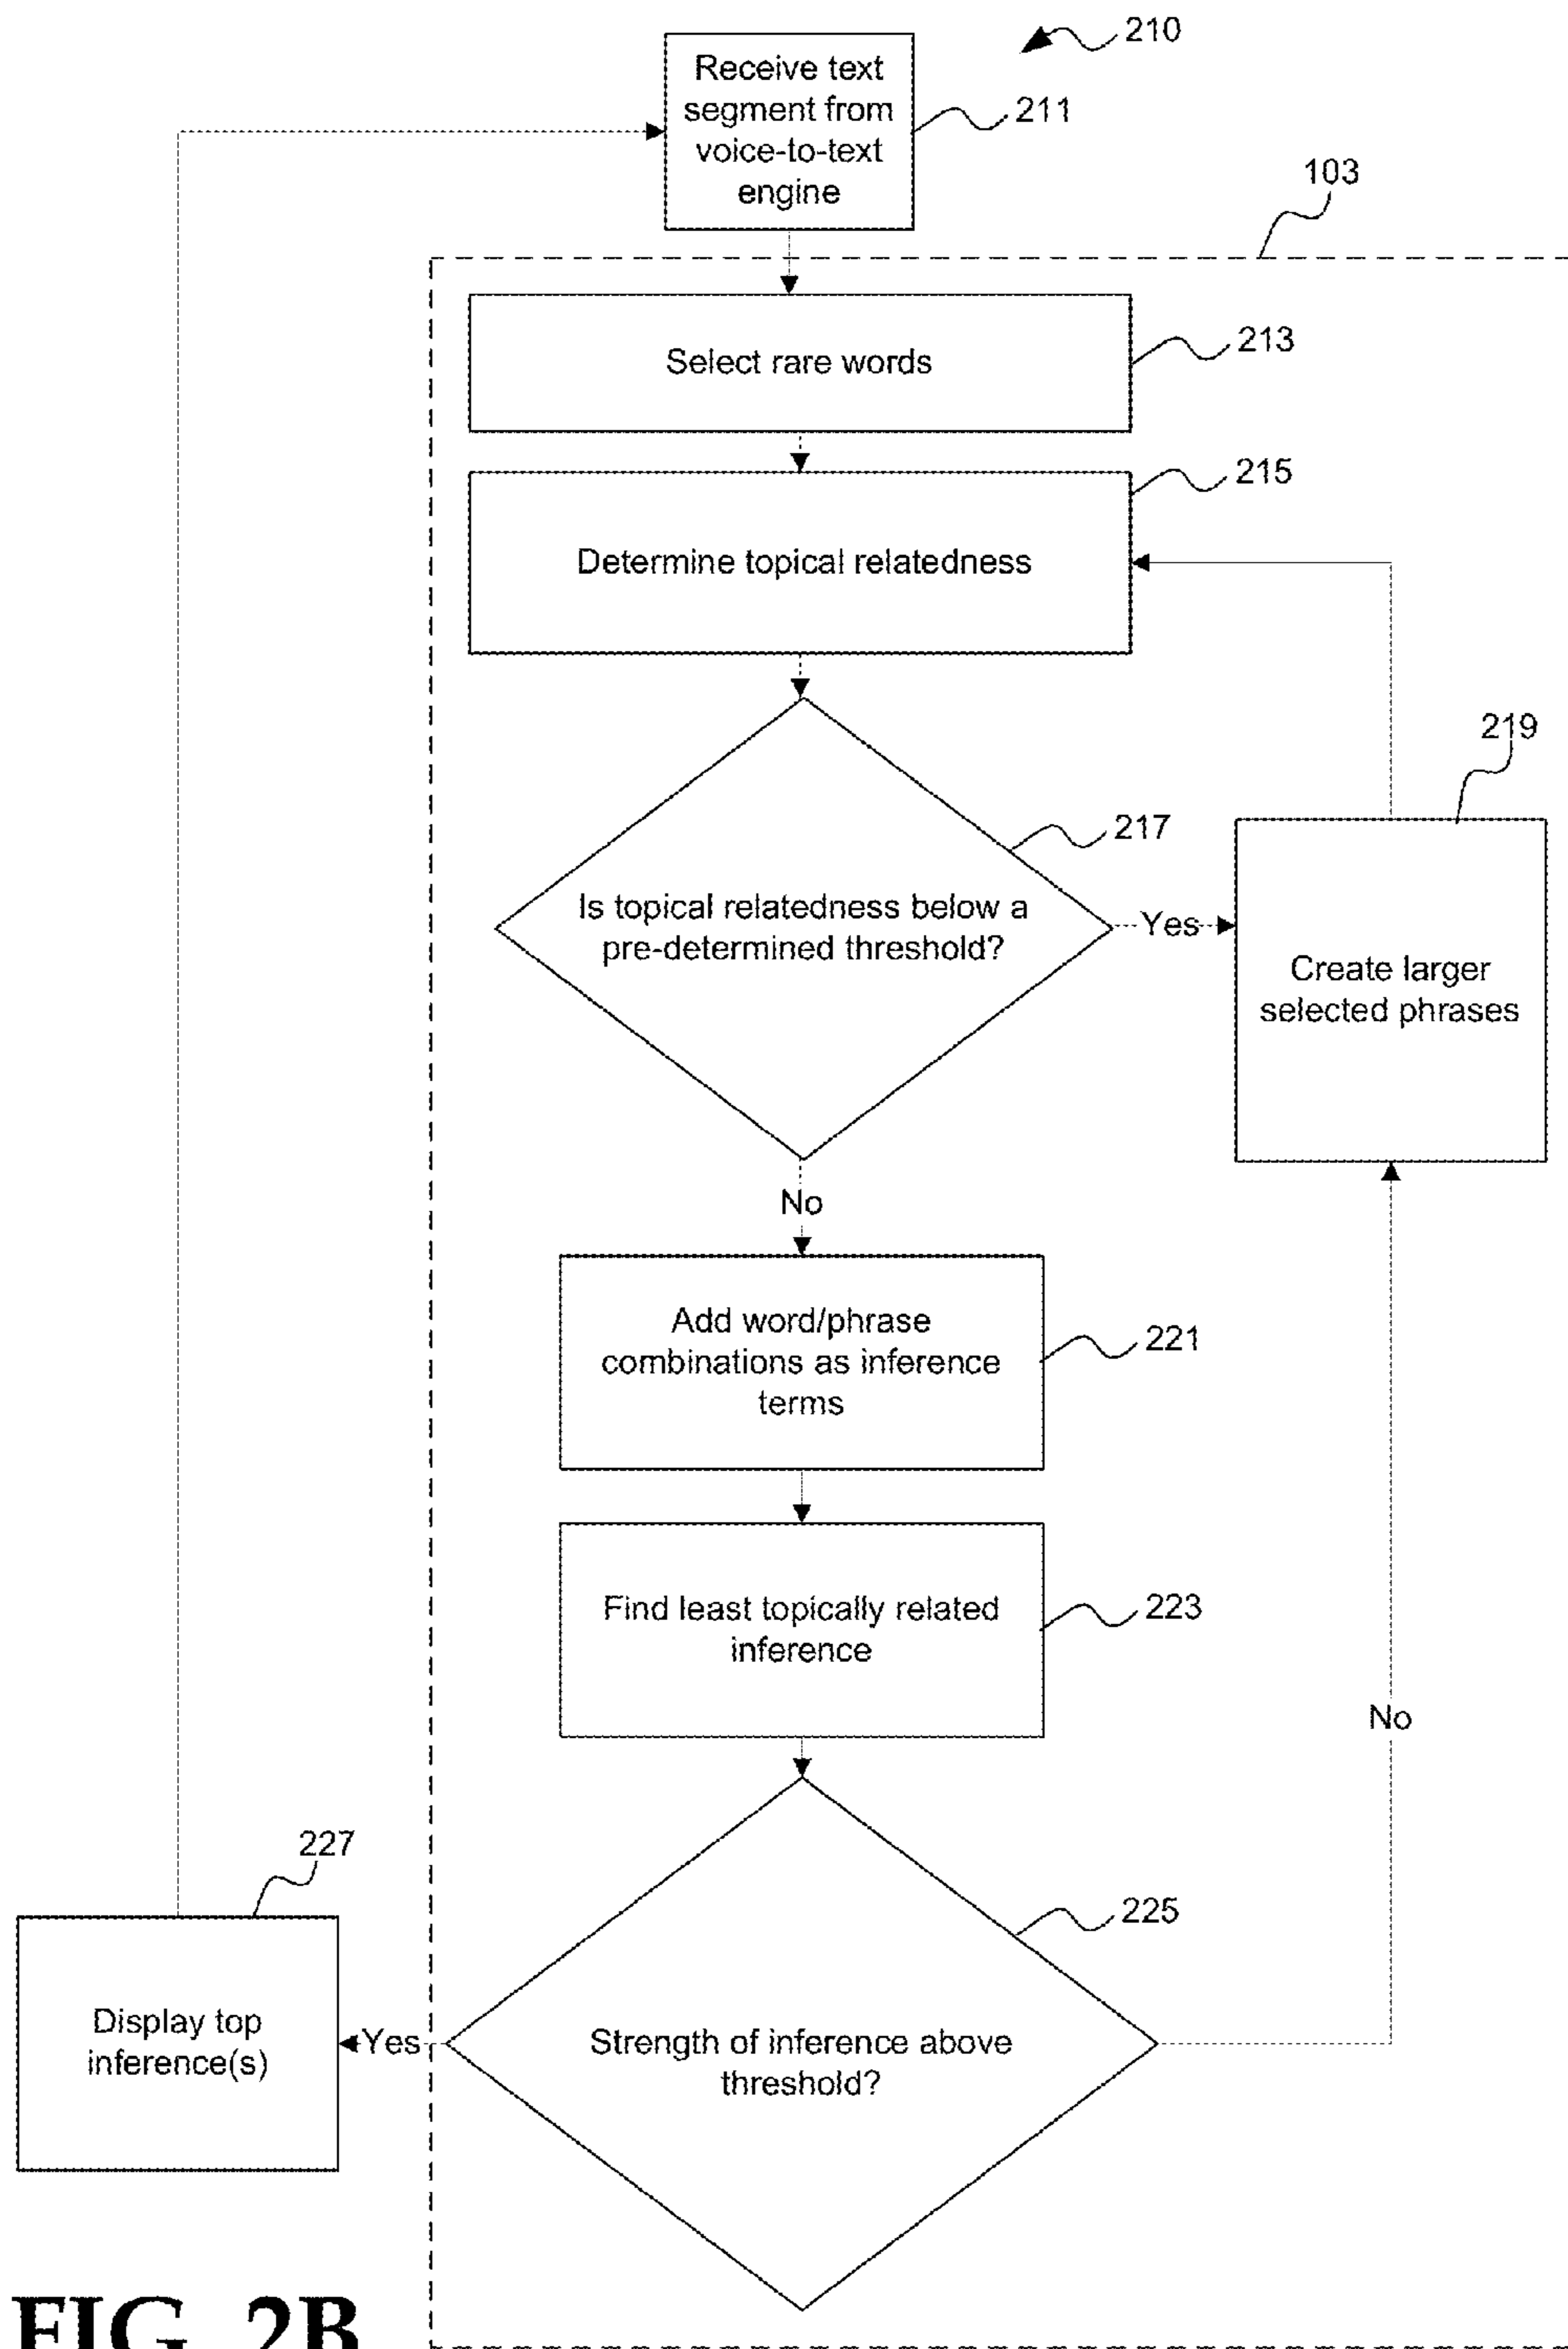 210
Receive text
segment from
voice-to-text
engine
211
103
Select rare words
213
215
Determine topical relatedness
219
217
Is topical relatedness below a
pre-determined threshold?
Yes
Create larger
selected phrases
No
Add word/phrase
combinations as inference
terms
221
Find least topically related
inference
223
No
227
225
Display top
inference(s)
Yes
Strength of inference above
threshold?
FIG. 2B